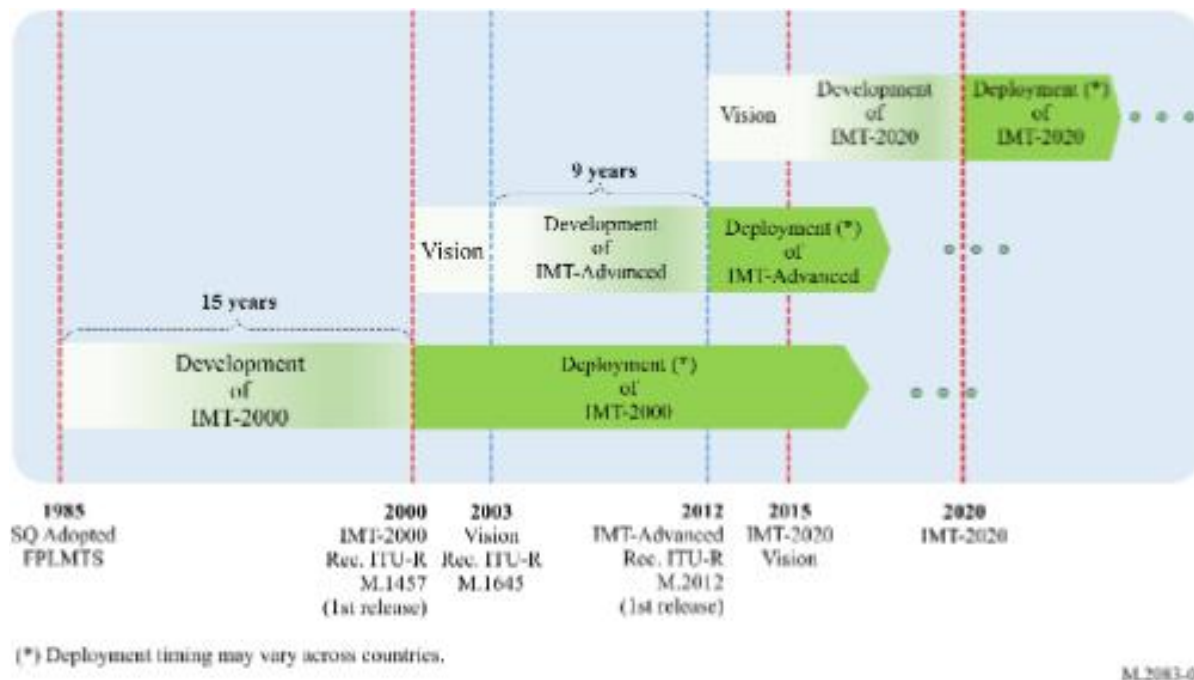 Vision
Development
of
IMT-2020
Deployment (*)
of
IMT-2020
9 years
Vision
Development
of
IMT-Advanced
Deployment (*)
of
IMT-Advanced
15 years
Development
of
IMT-2000
Deployment (*)
of
IMT-2000
1985
SQ Adopted
FPLMTS
2000
IMT-2000
Rec. ITU-R
M.1457
(1st release)
2003
Vision
Rec. ITU-R
M.1645
2012
IMT-Advanced
Rec. ITU-R
M.2012
(1st release)
2015
IMT-2020
Vision
2020
IMT-2020
(*) Deployment timing may vary across countries.